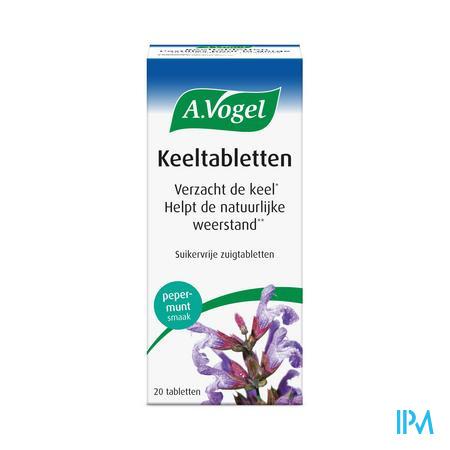 A.Vogel
Keeltabletten
Verzacht de keel*
Helpt de natuurlijke
weerstand**
Suikervrije zuigtabletten
peper-
munt
smaak
20 tabletten
IPM